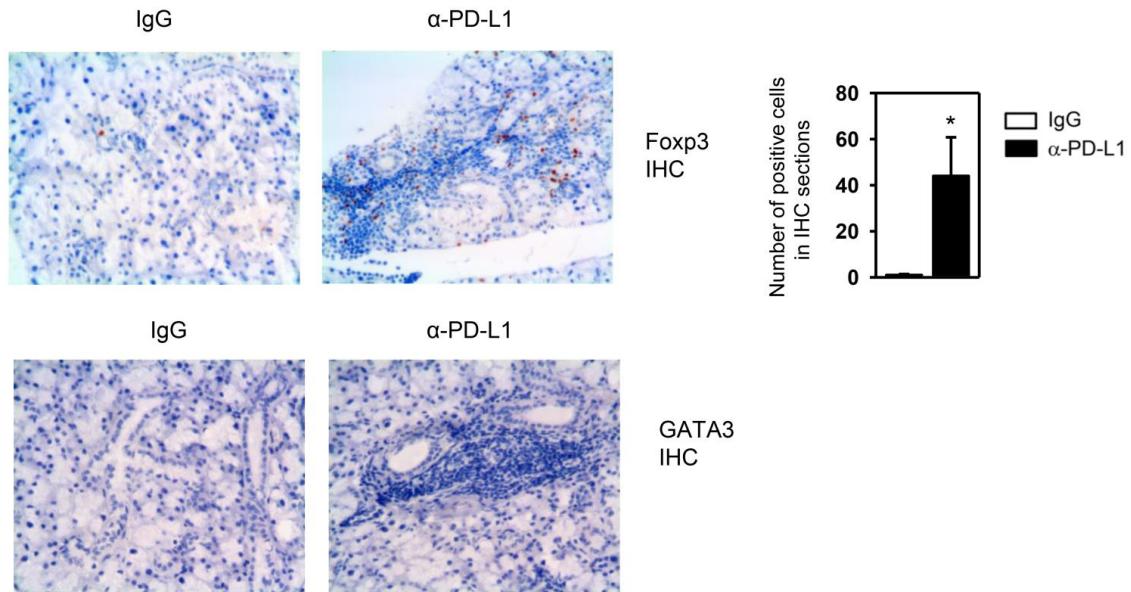 IgG
α-PD-L1
Foxp3
IHC
Number of positive cells
in IHC sections
80
60
40
20
0
*
IgG
α-PD-L1
IgG
α-PD-L1
GATA3
IHC